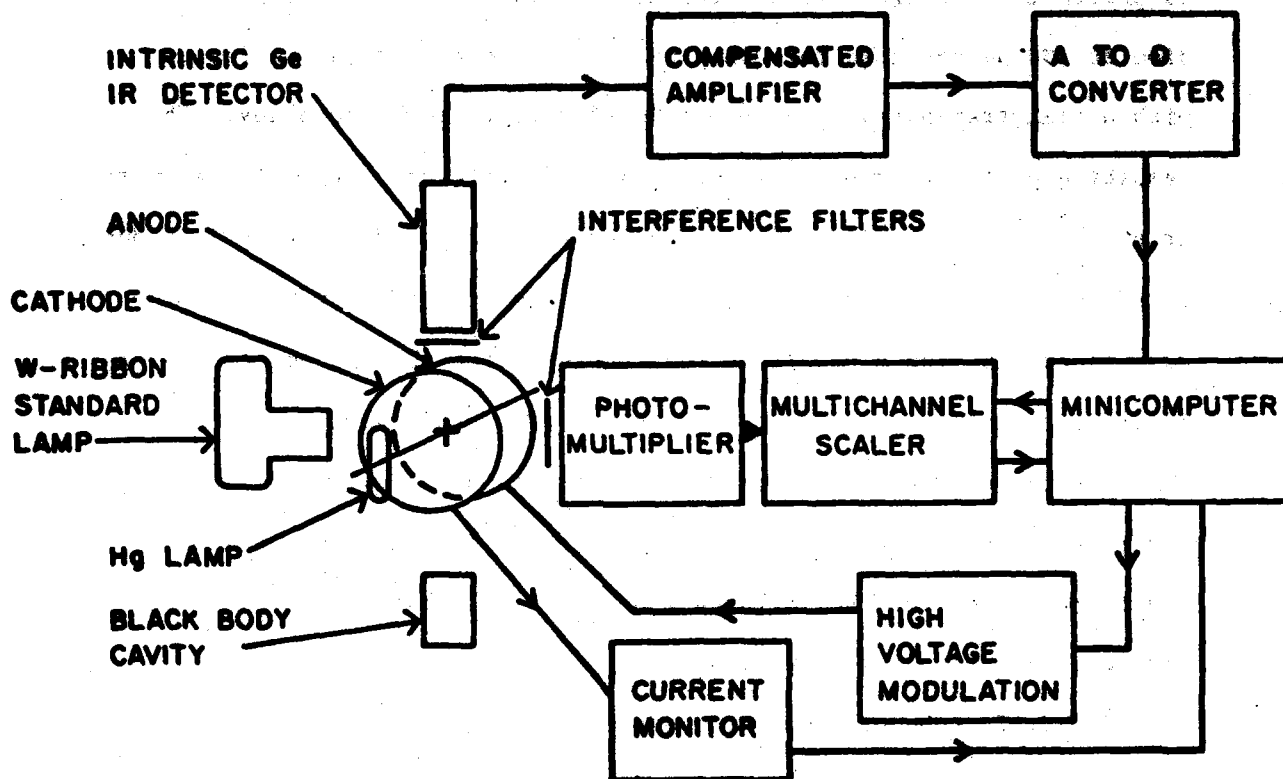 INTRINSIC Ge
IR DETECTOR
COMPENSATED
AMPLIFIER
A TO D
CONVERTER
ANODE
INTERFERENCE FILTERS
CATHODE
W-RIBBON
STANDARD
LAMP
PHOTO-
MULTIPLIER
MULTICHANNEL
SCALER
MINICOMPUTER
Hg LAMP
BLACK BODY
CAVITY
HIGH
VOLTAGE
MODULATION
CURRENT
MONITOR